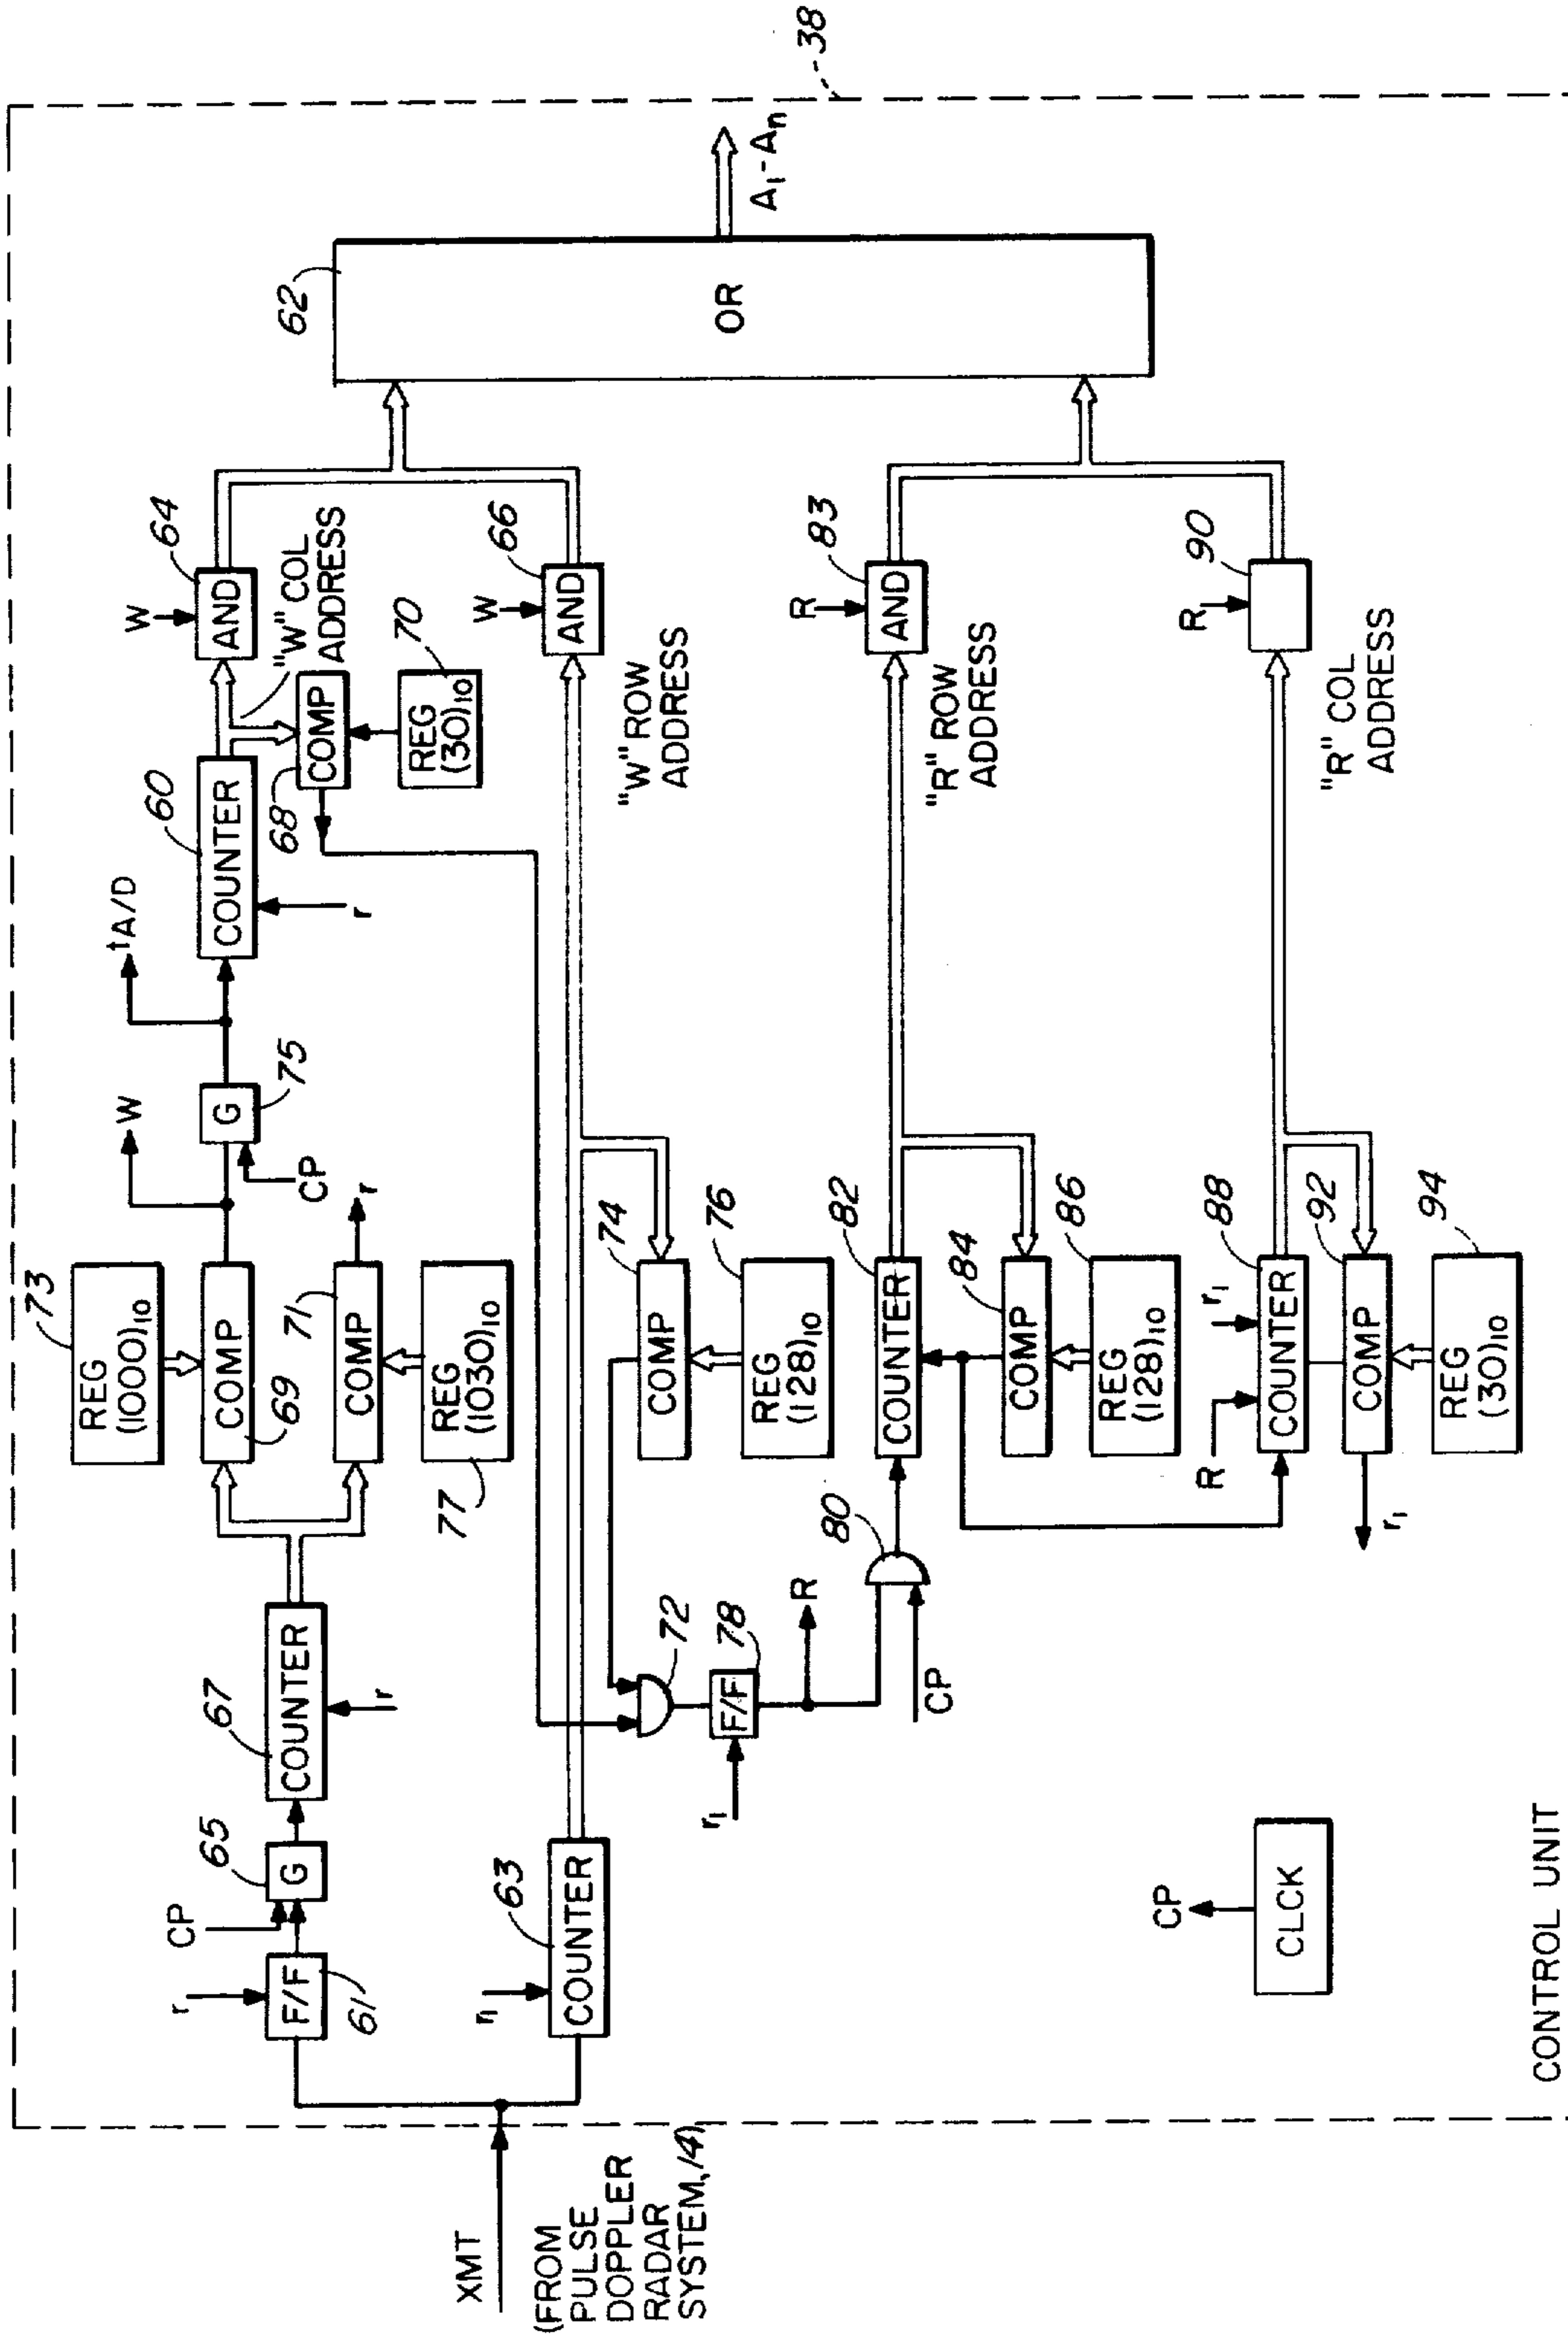 38
CONTROL UNIT
XMT
(FROM
PULSE
DOPPLER
RADAR
SYSTEM,14)
r
F/F
61
CP
G
65
COUNTER
67
r
REG
(1000)10
73
COMP
69
COMP
71
r
REG
(1030)10
77
W
G
75
CP
tA/D
COUNTER
60
r
"W" COL
ADDRESS
COMP
68
REG
(30)10
70
W
AND
64
r1
COUNTER
63
W
AND
66
"W" ROW
ADDRESS
COMP
74
REG
(128)10
76
72
r1
F/F
78
R
CP
80
COUNTER
82
COMP
84
REG
(128)10
86
R
AND
83
"R" ROW
ADDRESS
R
r1
COUNTER
88
COMP
92
r1
REG
(30)10
94
R
90
"R" COL
ADDRESS
OR
62
A1-An
CP
CLCK